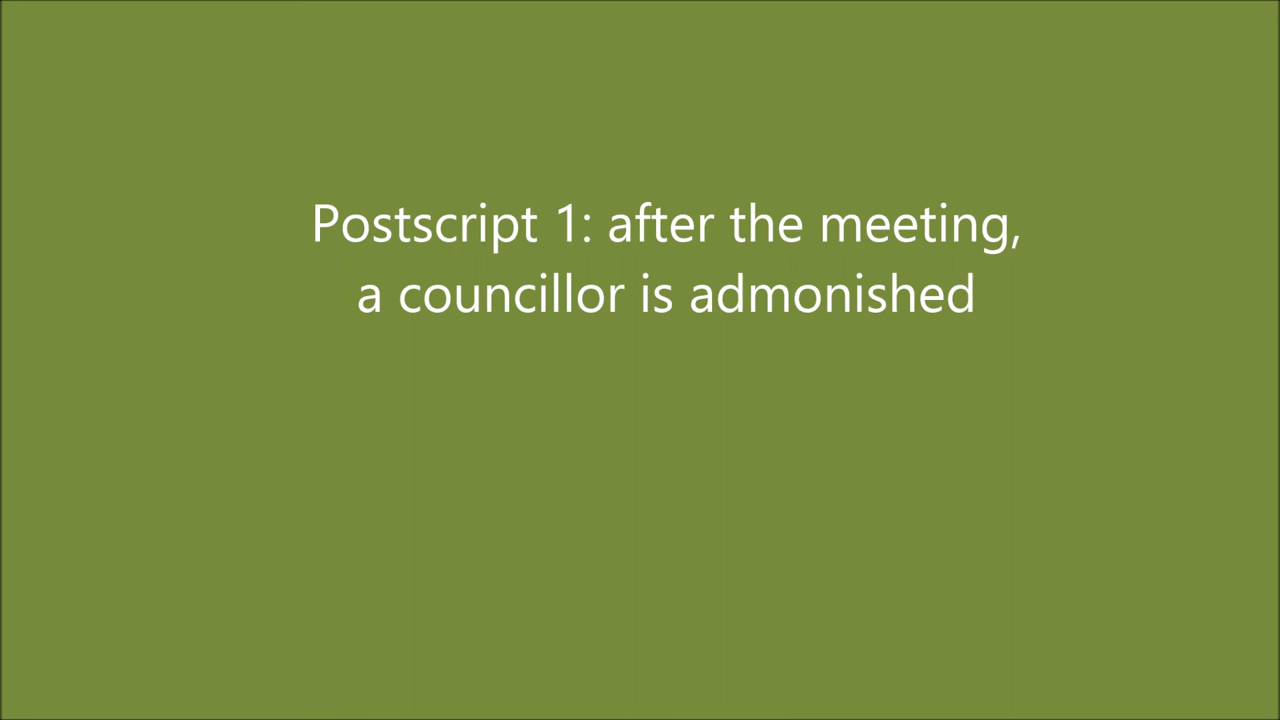 Postscript 1: after the meeting,
a councillor is admonished